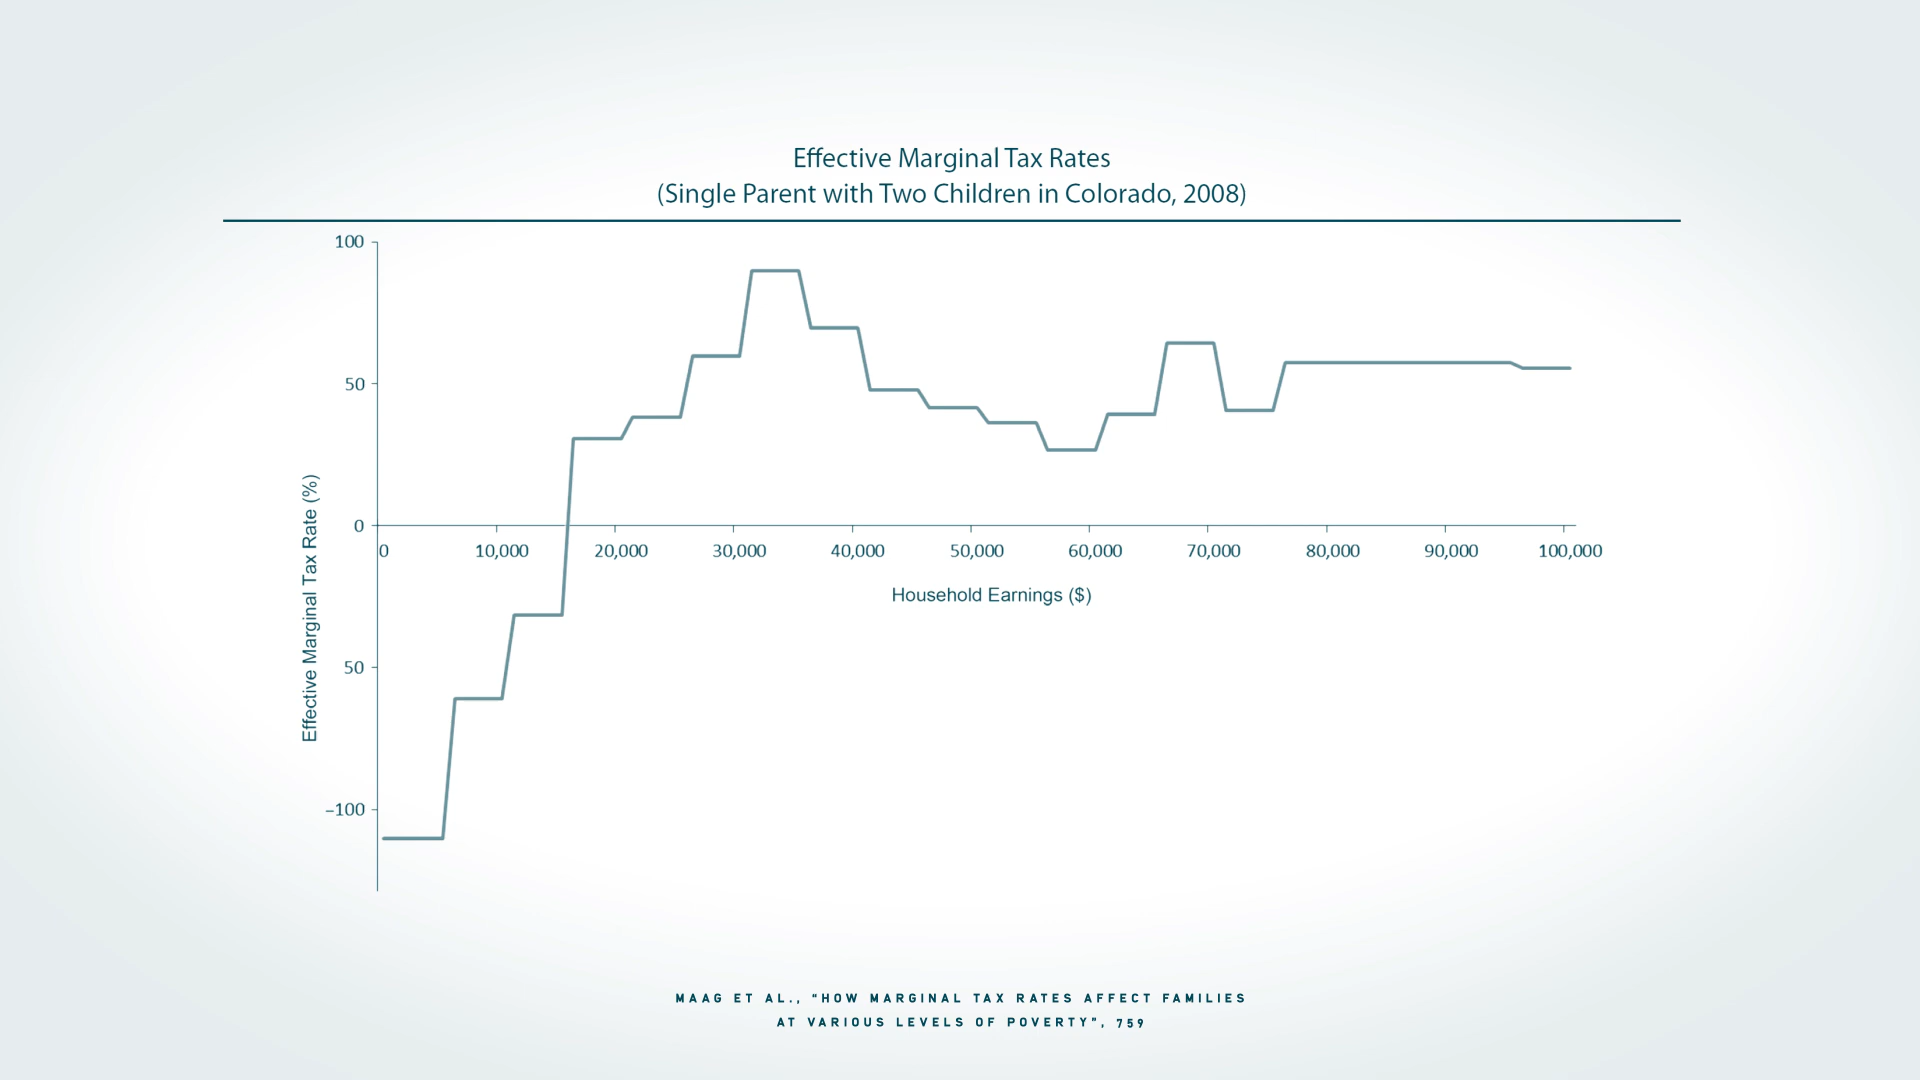 Effective Marginal Tax Rates
(Single Parent with Two Children in Colorado, 2008)
100
50
0
50
–100
Effective Marginal Tax Rate (%)
0 10,000 20,000 30,000 40,000 50,000 60,000 70,000 80,000 90,000 100,000
Household Earnings ($)
MAAG ET AL., “HOW MARGINAL TAX RATES AFFECT FAMILIES
AT VARIOUS LEVELS OF POVERTY”, 759